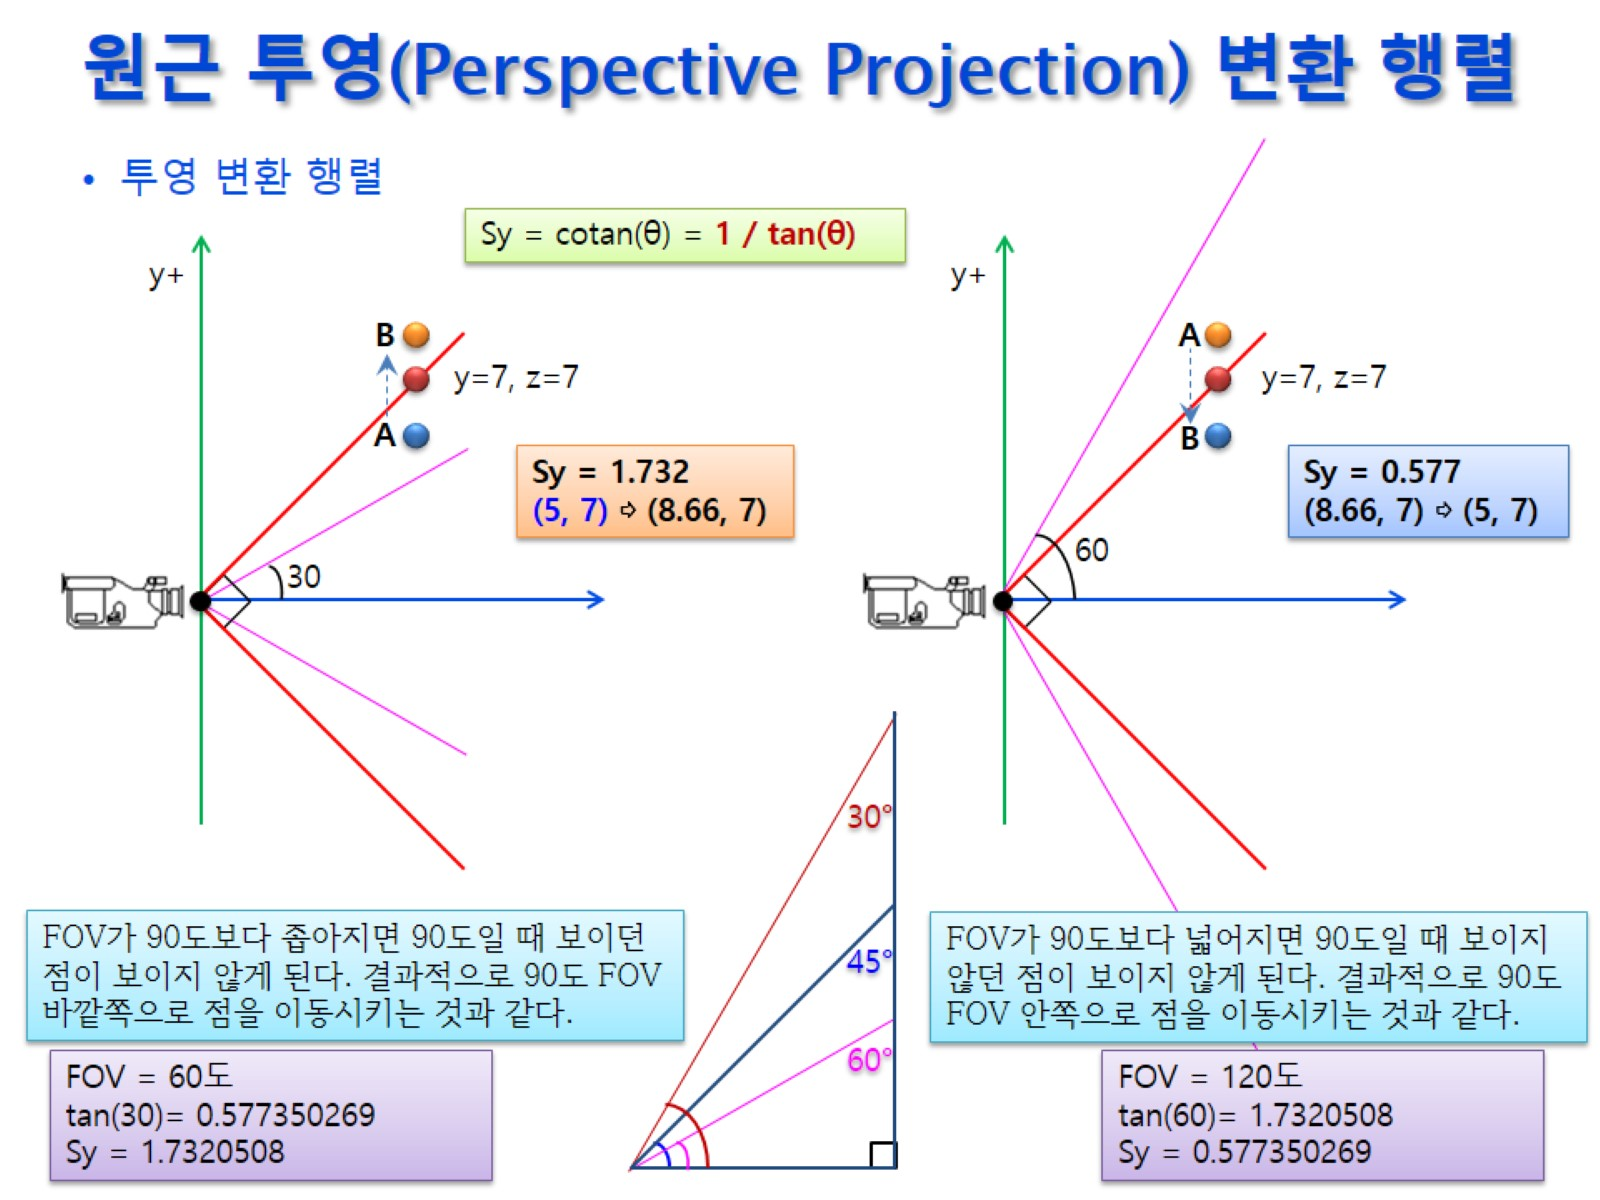 원근 투영(Perspective Projection) 변환 행렬
• 투영 변환 행렬
Sy = cotan(θ) = 1 / tan(θ)
y+
B
y=7, z=7
A
Sy = 1.732
(5, 7) ⇨ (8.66, 7)
30
y+
A
y=7, z=7
B
Sy = 0.577
(8.66, 7) ⇨ (5, 7)
60
30°
45°
60°
FOV가 90도보다 좁아지면 90도일 때 보이던
점이 보이지 않게 된다. 결과적으로 90도 FOV
바깥쪽으로 점을 이동시키는 것과 같다.
FOV = 60도
tan(30)= 0.577350269
Sy = 1.7320508
FOV가 90도보다 넓어지면 90도일 때 보이지
않던 점이 보이지 않게 된다. 결과적으로 90도
FOV 안쪽으로 점을 이동시키는 것과 같다.
FOV = 120도
tan(60)= 1.7320508
Sy = 0.577350269